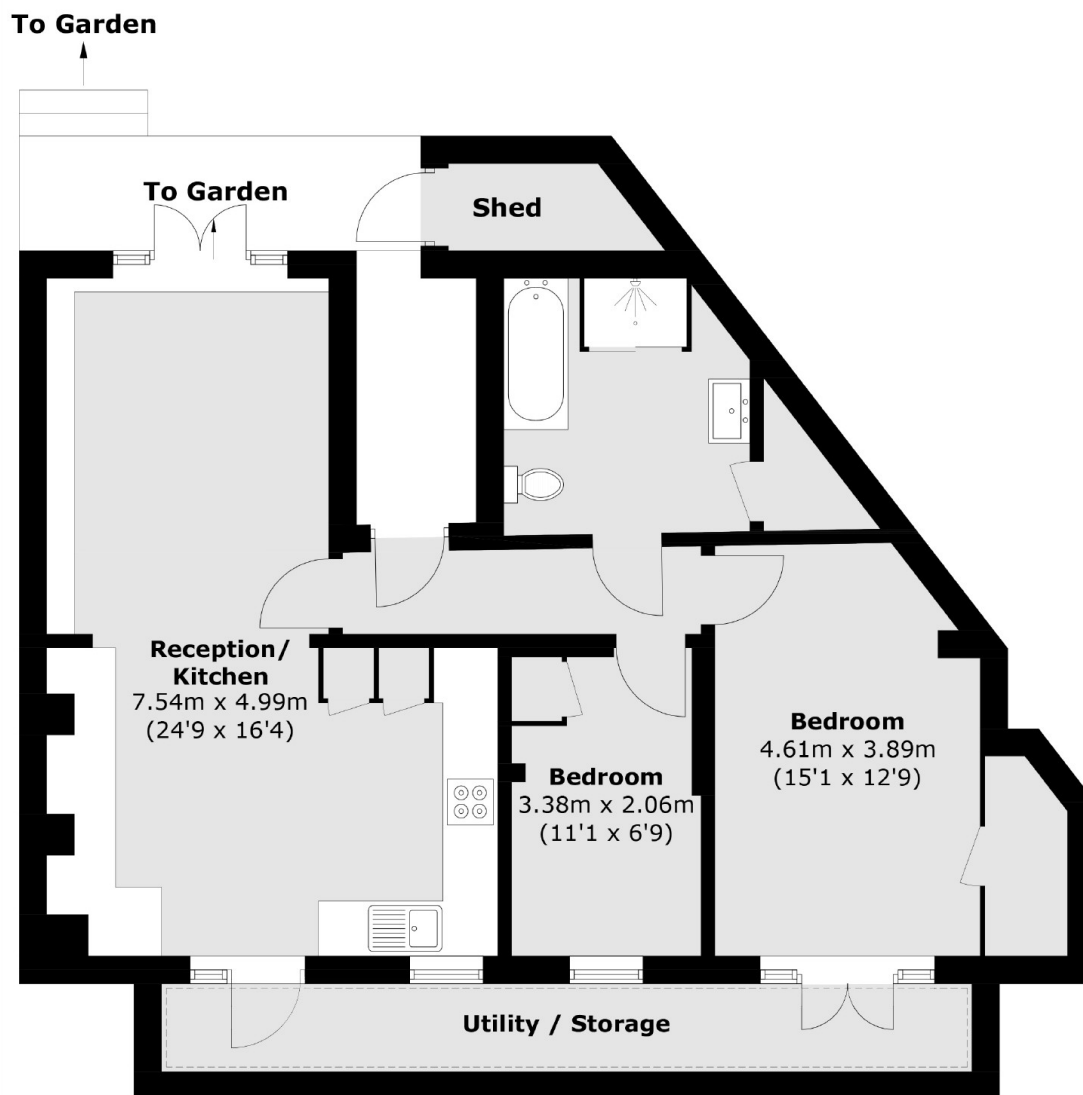 To Garden
To Garden
Shed
Reception/
Kitchen
7.54m x 4.99m
(24'9 x 16'4)
Bedroom
3.38m x 2.06m
(11'1 x 6'9)
Bedroom
4.61m x 3.89m
(15'1 x 12'9)
Utility / Storage